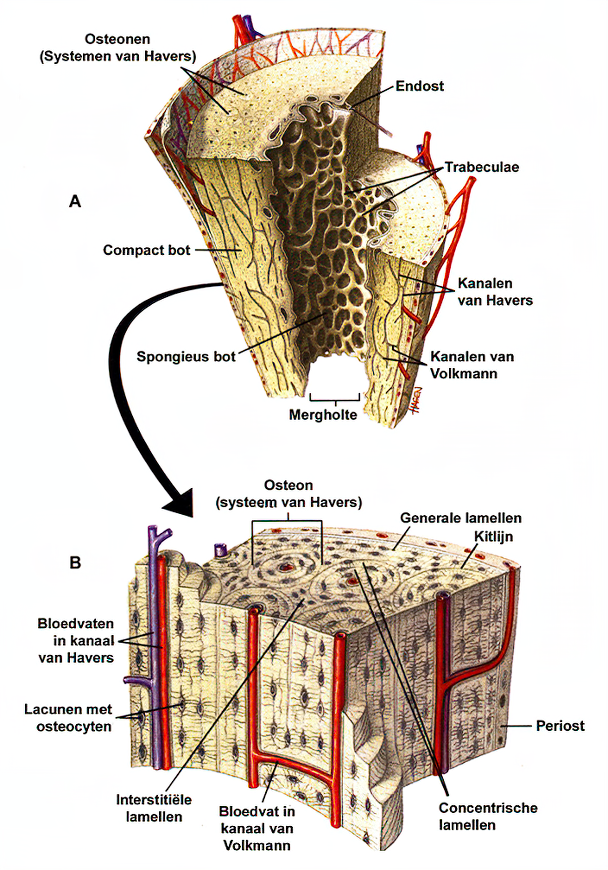 Osteonen
(Systemen van Havers)
Endost
Trabeculae
A
Compact bot
Kanalen
van Havers
Spongieus bot
Kanalen van
Volkmann
Mergholte
Osteon
(systeem van Havers)
Generale lamellen
Kitlijn
B
Bloedvaten
in kanaal
van Havers
Lacunen met
osteocyten
Periost
Interstitiële
lamellen
Bloedvat in
kanaal van
Volkmann
Concentrische
lamellen